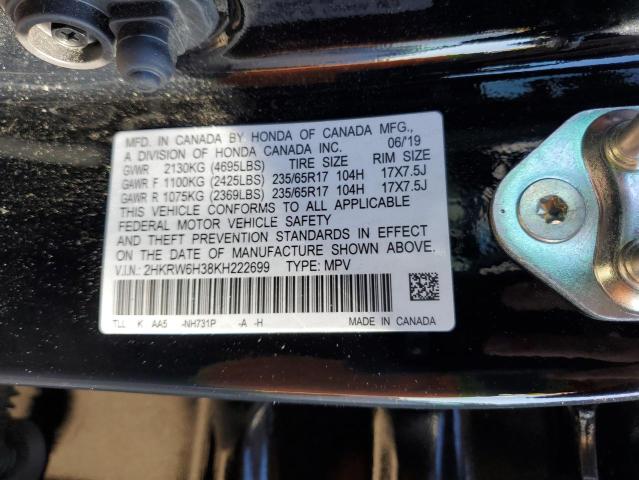 MFD. IN CANADA BY HONDA OF CANADA MFG.,
A DIVISION OF HONDA CANADA INC. 06/19
GVWR 2130KG (4695LBS) TIRE SIZE RIM SIZE
GAWR F 1100KG (2425LBS) 235/65R17 104H 17X7.5J
GAWR R 1075KG (2369LBS) 235/65R17 104H 17X7.5J
THIS VEHICLE CONFORMS TO ALL APPLICABLE
FEDERAL MOTOR VEHICLE SAFETY
AND THEFT PREVENTION STANDARDS IN EFFECT
ON THE DATE OF MANUFACTURE SHOWN ABOVE.
V.I.N.: 2HKRW6H38KH222699 TYPE: MPV
TLL K AA5 -NH731P -A -H MADE IN CANADA